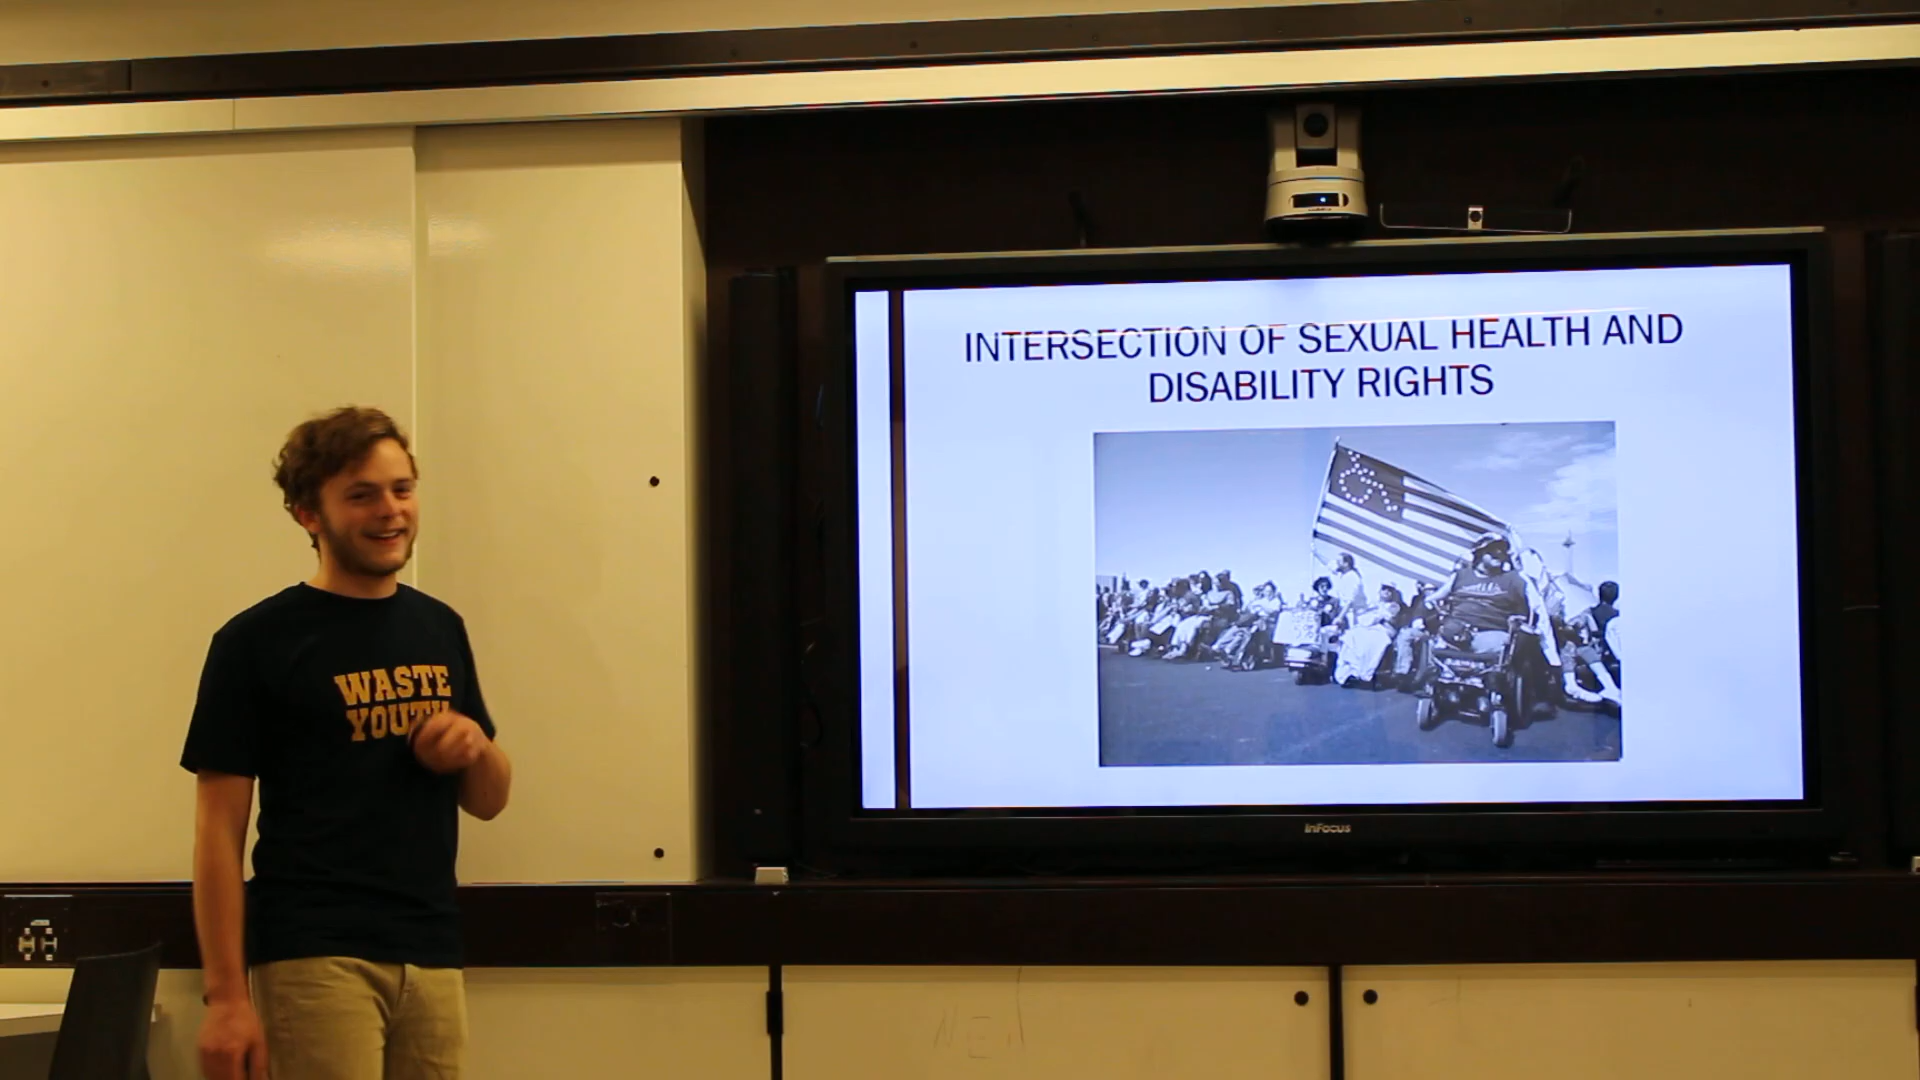 INTERSECTION OF SEXUAL HEALTH AND
DISABILITY RIGHTS
WASTE
YOUTH
InFocus